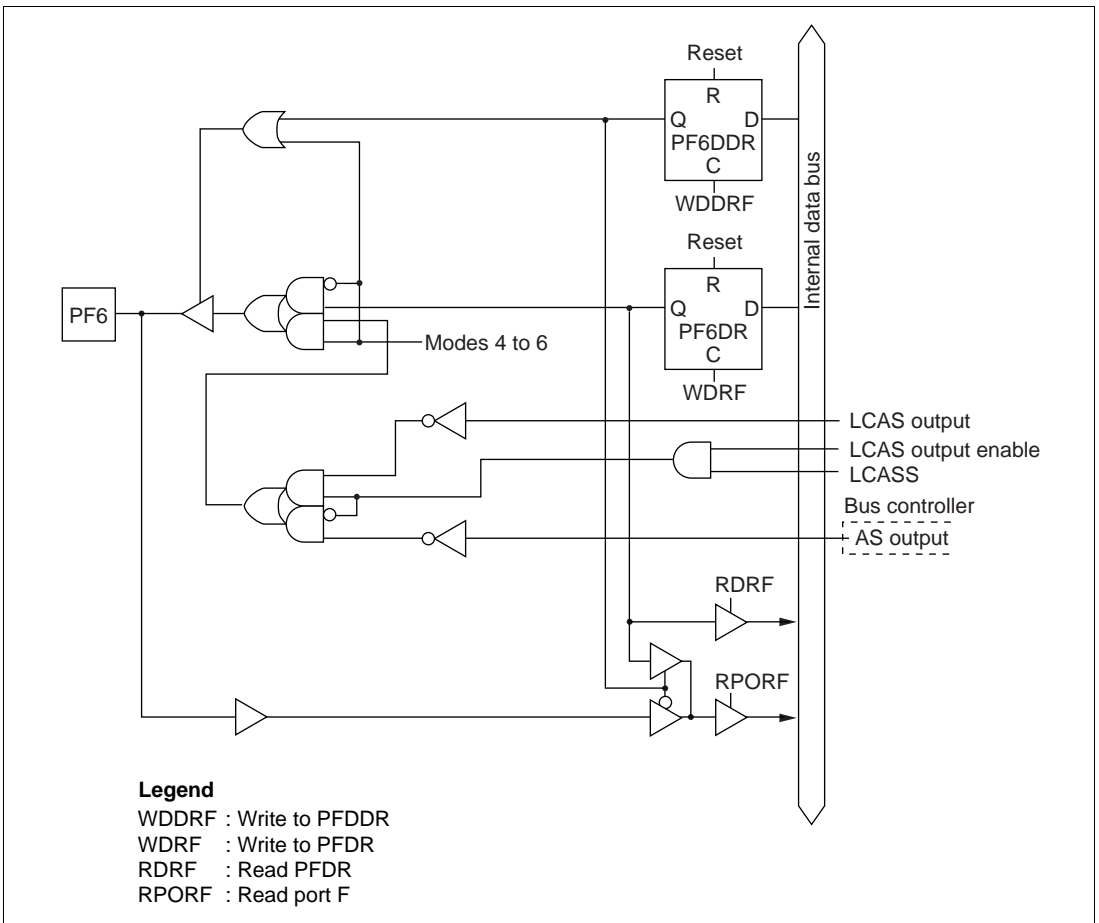 Reset
R
Q D
PF6DDR
C
WDDRF
Internal data bus
Reset
R
Q D
PF6DR
C
WDRF
PF6
Modes 4 to 6
LCAS output
LCAS output enable
LCASS
Bus controller
AS output
RDRF
RPORF
Legend
WDDRF : Write to PFDDR
WDRF : Write to PFDR
RDRF : Read PFDR
RPORF : Read port F